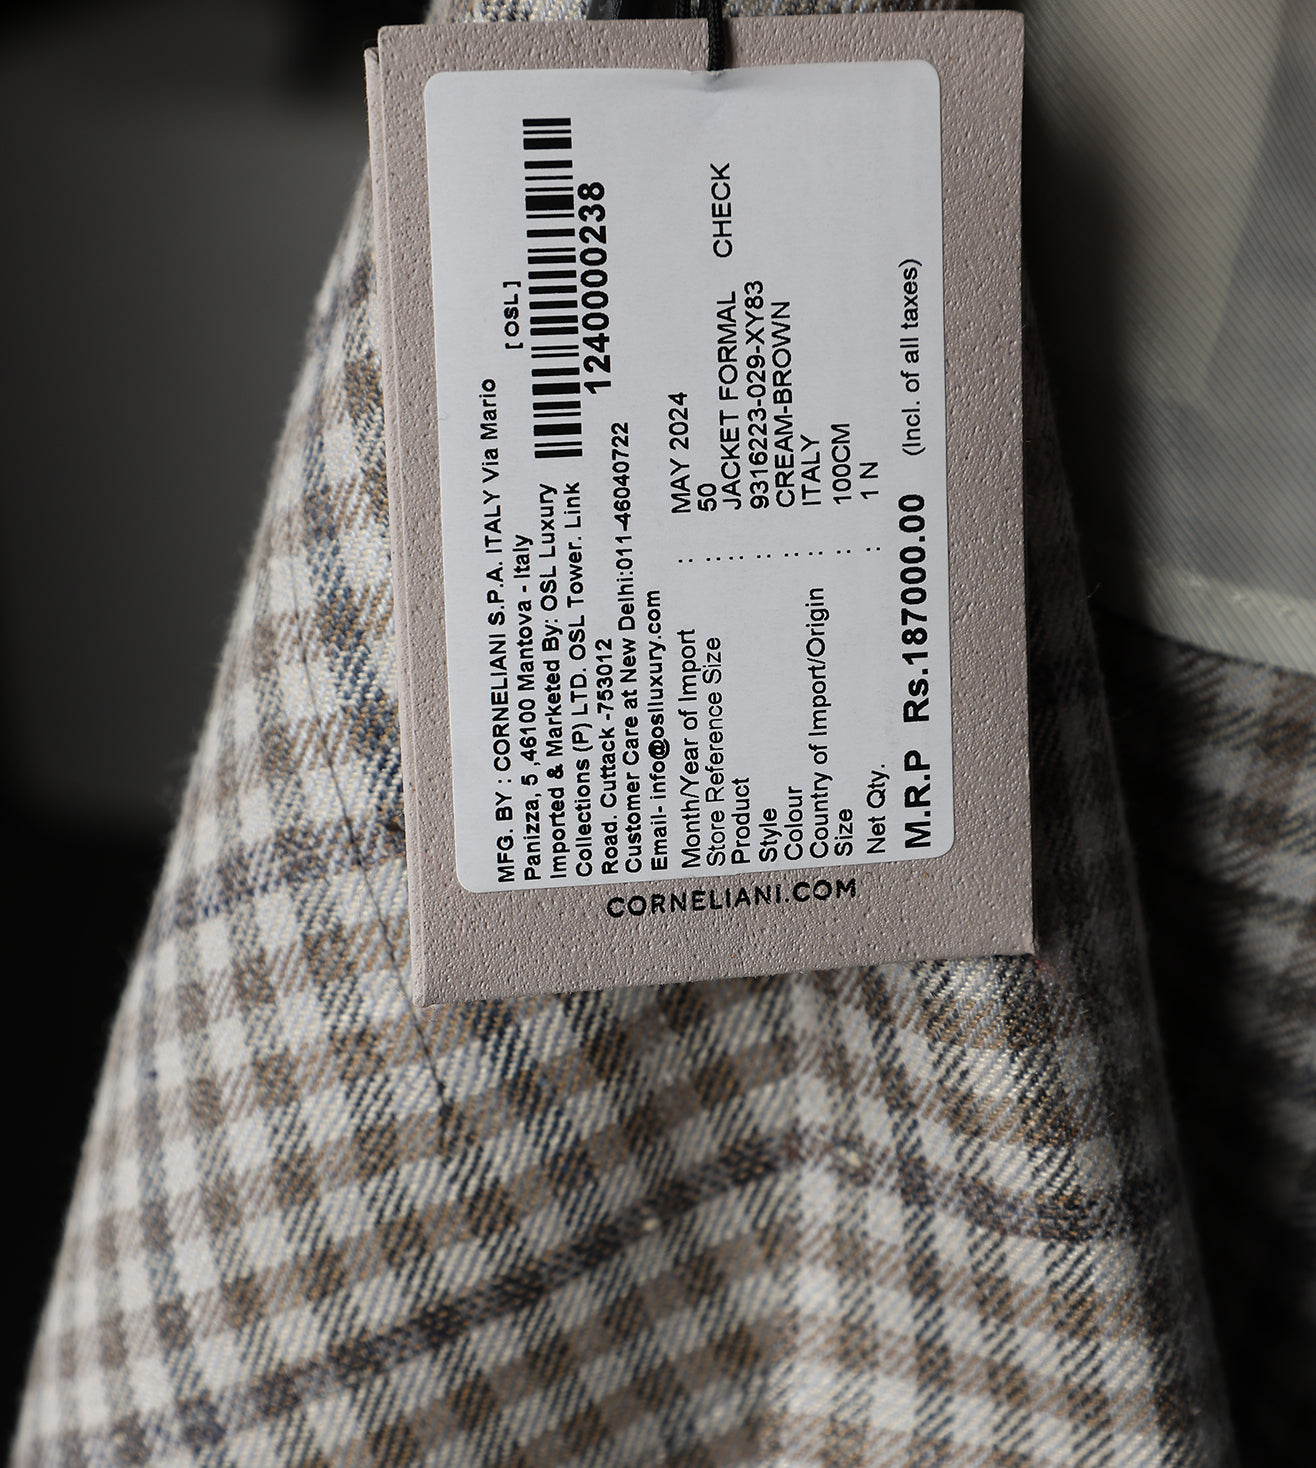 MFG. BY : CORNELIANI S.P.A. ITALY Via Mario
Panizza, 5 ,46100 Mantova - Italy
[ OSL ]
Imported & Marketed By: OSL Luxury
Collections (P) LTD. OSL Tower. Link
Road. Cuttack -753012
1240000238
Customer Care at New Delhi:011-46040722
Email- info@oslluxury.com
Month/Year of Import : MAY 2024
Store Reference Size : 50
Product : JACKET FORMAL CHECK
Style : 9316223-029-XY83
Colour : CREAM-BROWN
Country of Import/Origin : ITALY
Size : 100CM
Net Qty. : 1 N
M.R.P Rs.187000.00 (Incl. of all taxes)
CORNELIANI.COM